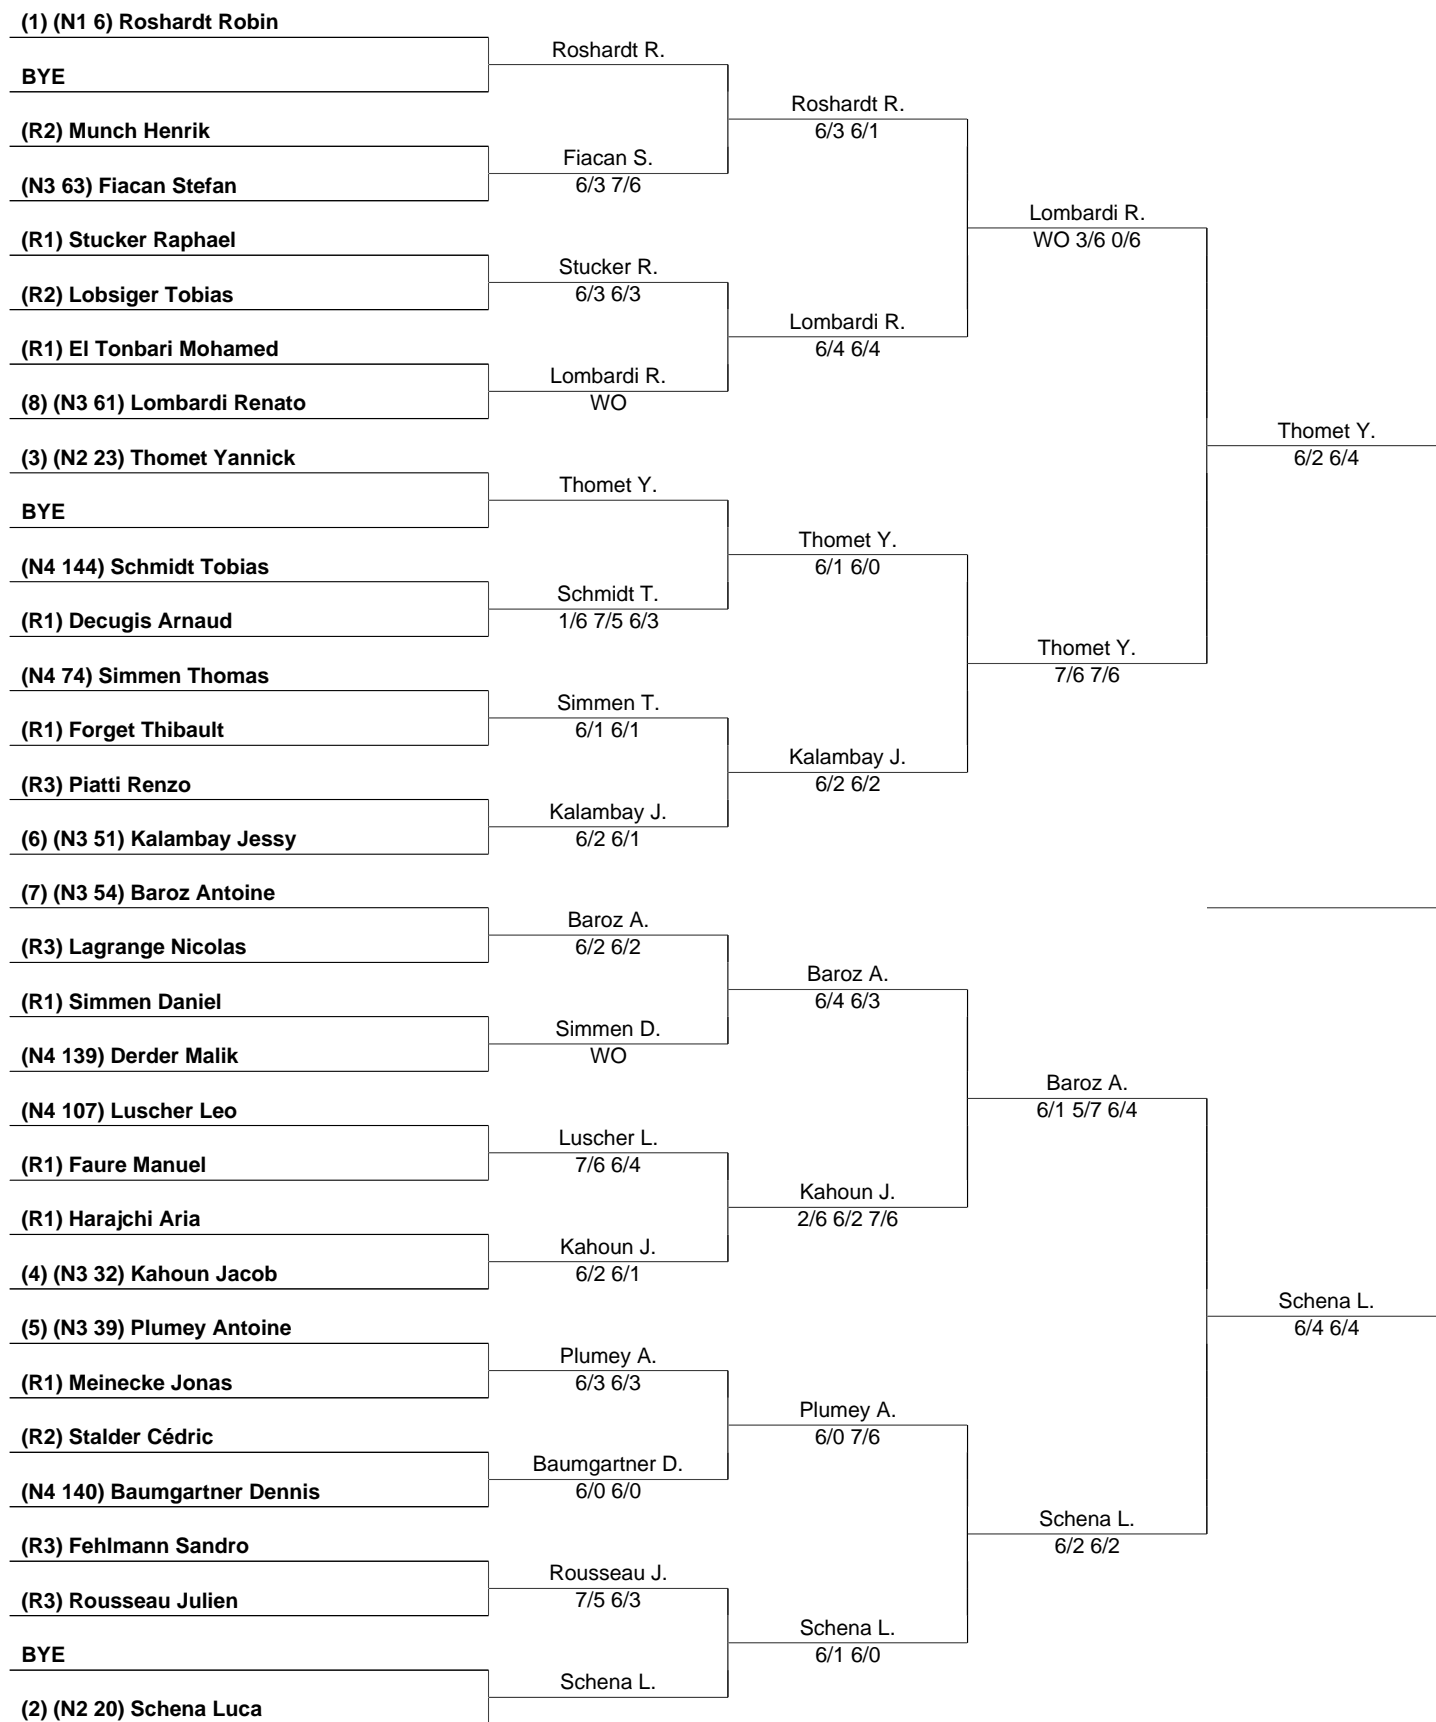 (1) (N1 6) Roshardt Robin
Roshardt R.
BYE
Roshardt R.
6/3 6/1
(R2) Munch Henrik
Fiacan S.
6/3 7/6
(N3 63) Fiacan Stefan
Lombardi R.
WO 3/6 0/6
(R1) Stucker Raphael
Stucker R.
6/3 6/3
(R2) Lobsiger Tobias
Lombardi R.
6/4 6/4
(R1) El Tonbari Mohamed
Lombardi R.
WO
(8) (N3 61) Lombardi Renato
Thomet Y.
6/2 6/4
(3) (N2 23) Thomet Yannick
Thomet Y.
BYE
Thomet Y.
6/1 6/0
(N4 144) Schmidt Tobias
Schmidt T.
1/6 7/5 6/3
(R1) Decugis Arnaud
Thomet Y.
7/6 7/6
(N4 74) Simmen Thomas
Simmen T.
6/1 6/1
(R1) Forget Thibault
Kalambay J.
6/2 6/2
(R3) Piatti Renzo
Kalambay J.
6/2 6/1
(6) (N3 51) Kalambay Jessy
(7) (N3 54) Baroz Antoine
Baroz A.
6/2 6/2
(R3) Lagrange Nicolas
Baroz A.
6/4 6/3
(R1) Simmen Daniel
Simmen D.
WO
(N4 139) Derder Malik
Baroz A.
6/1 5/7 6/4
(N4 107) Luscher Leo
Luscher L.
7/6 6/4
(R1) Faure Manuel
Kahoun J.
2/6 6/2 7/6
(R1) Harajchi Aria
Kahoun J.
6/2 6/1
(4) (N3 32) Kahoun Jacob
Schena L.
6/4 6/4
(5) (N3 39) Plumey Antoine
Plumey A.
6/3 6/3
(R1) Meinecke Jonas
Plumey A.
6/0 7/6
(R2) Stalder Cédric
Baumgartner D.
6/0 6/0
(N4 140) Baumgartner Dennis
Schena L.
6/2 6/2
(R3) Fehlmann Sandro
Rousseau J.
7/5 6/3
(R3) Rousseau Julien
Schena L.
6/1 6/0
BYE
Schena L.
(2) (N2 20) Schena Luca